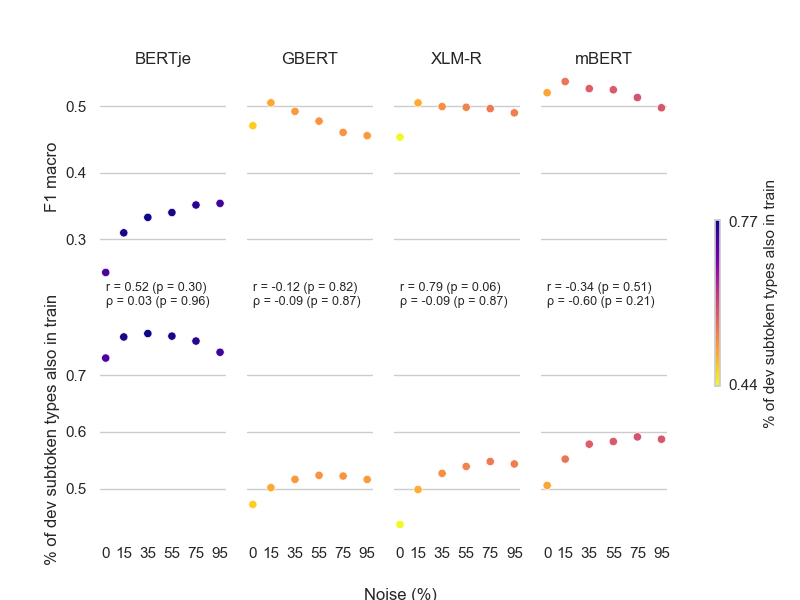 BERTje GBERT XLM-R mBERT
F1 macro
0.5
0.4
0.3
r = 0.52 (p = 0.30)
ρ = 0.03 (p = 0.96)
r = -0.12 (p = 0.82)
ρ = -0.09 (p = 0.87)
r = 0.79 (p = 0.06)
ρ = -0.09 (p = 0.87)
r = -0.34 (p = 0.51)
ρ = -0.60 (p = 0.21)
% of dev subtoken types also in train
0.7
0.6
0.5
0 15 35 55 75 95 0 15 35 55 75 95 0 15 35 55 75 95 0 15 35 55 75 95
Noise (%)
0.77
0.44
% of dev subtoken types also in train